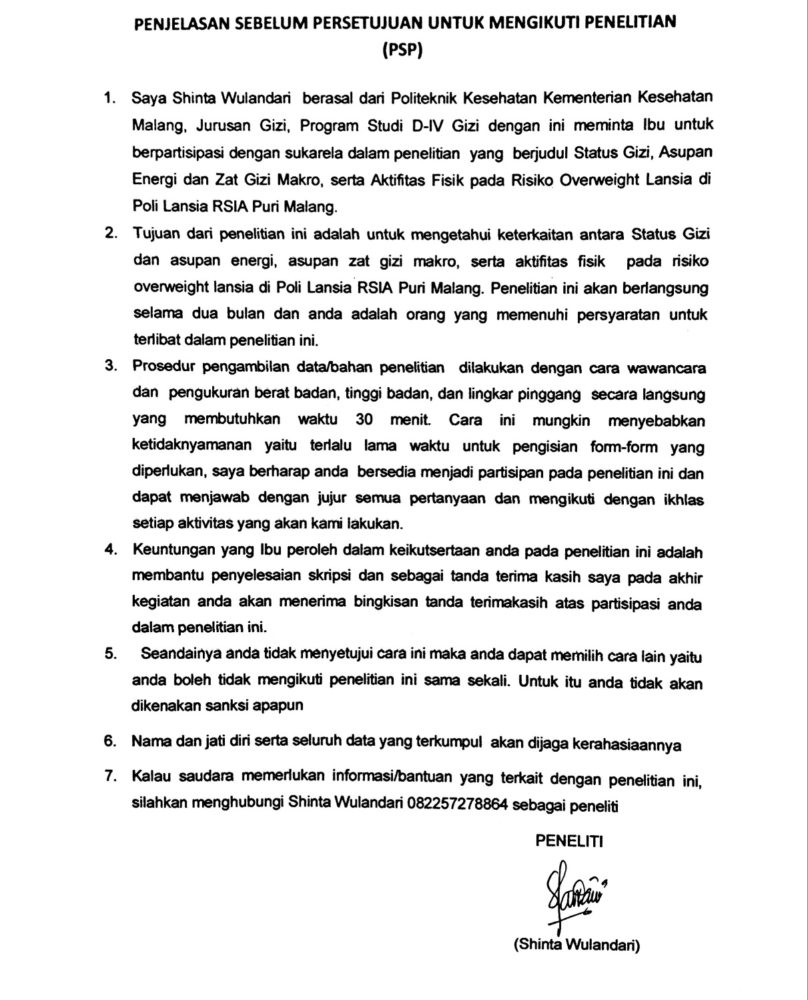 PENJELASAN SEBELUM PERSETUJUAN UNTUK MENGIKUTI PENELITIAN
(PSP)
1. Saya Shinta Wulandari berasal dari Politeknik Kesehatan Kementerian Kesehatan
Malang, Jurusan Gizi, Program Studi D-IV Gizi dengan ini meminta Ibu untuk
berpartisipasi dengan sukarela dalam penelitian yang berjudul Status Gizi, Asupan
Energi dan Zat Gizi Makro, serta Aktifitas Fisik pada Risiko Overweight Lansia di
Poli Lansia RSIA Puri Malang.
2. Tujuan dari penelitian ini adalah untuk mengetahui keterkaitan antara Status Gizi
dan asupan energi, asupan zat gizi makro, serta aktifitas fisik pada risiko
overweight lansia di Poli Lansia RSIA Puri Malang. Penelitian ini akan berlangsung
selama dua bulan dan anda adalah orang yang memenuhi persyaratan untuk
terlibat dalam penelitian ini.
3. Prosedur pengambilan data/bahan penelitian dilakukan dengan cara wawancara
dan pengukuran berat badan, tinggi badan, dan lingkar pinggang secara langsung
yang membutuhkan waktu 30 menit. Cara ini mungkin menyebabkan
ketidaknyamanan yaitu terlalu lama waktu untuk pengisian form-form yang
diperlukan, saya berharap anda bersedia menjadi partisipan pada penelitian ini dan
dapat menjawab dengan jujur semua pertanyaan dan mengikuti dengan ikhlas
setiap aktivitas yang akan kami lakukan.
4. Keuntungan yang Ibu peroleh dalam keikutsertaan anda pada penelitian ini adalah
membantu penyelesaian skripsi dan sebagai tanda terima kasih saya pada akhir
kegiatan anda akan menerima bingkisan tanda terimakasih atas partisipasi anda
dalam penelitian ini.
5. Seandainya anda tidak menyetujui cara ini maka anda dapat memilih cara lain yaitu
anda boleh tidak mengikuti penelitian ini sama sekali. Untuk itu anda tidak akan
dikenakan sanksi apapun
6. Nama dan jati diri serta seluruh data yang terkumpul akan dijaga kerahasiaannya
7. Kalau saudara memerlukan informasi/bantuan yang terkait dengan penelitian ini,
silahkan menghubungi Shinta Wulandari 082257278864 sebagai peneliti
PENELITI
(Shinta Wulandari)